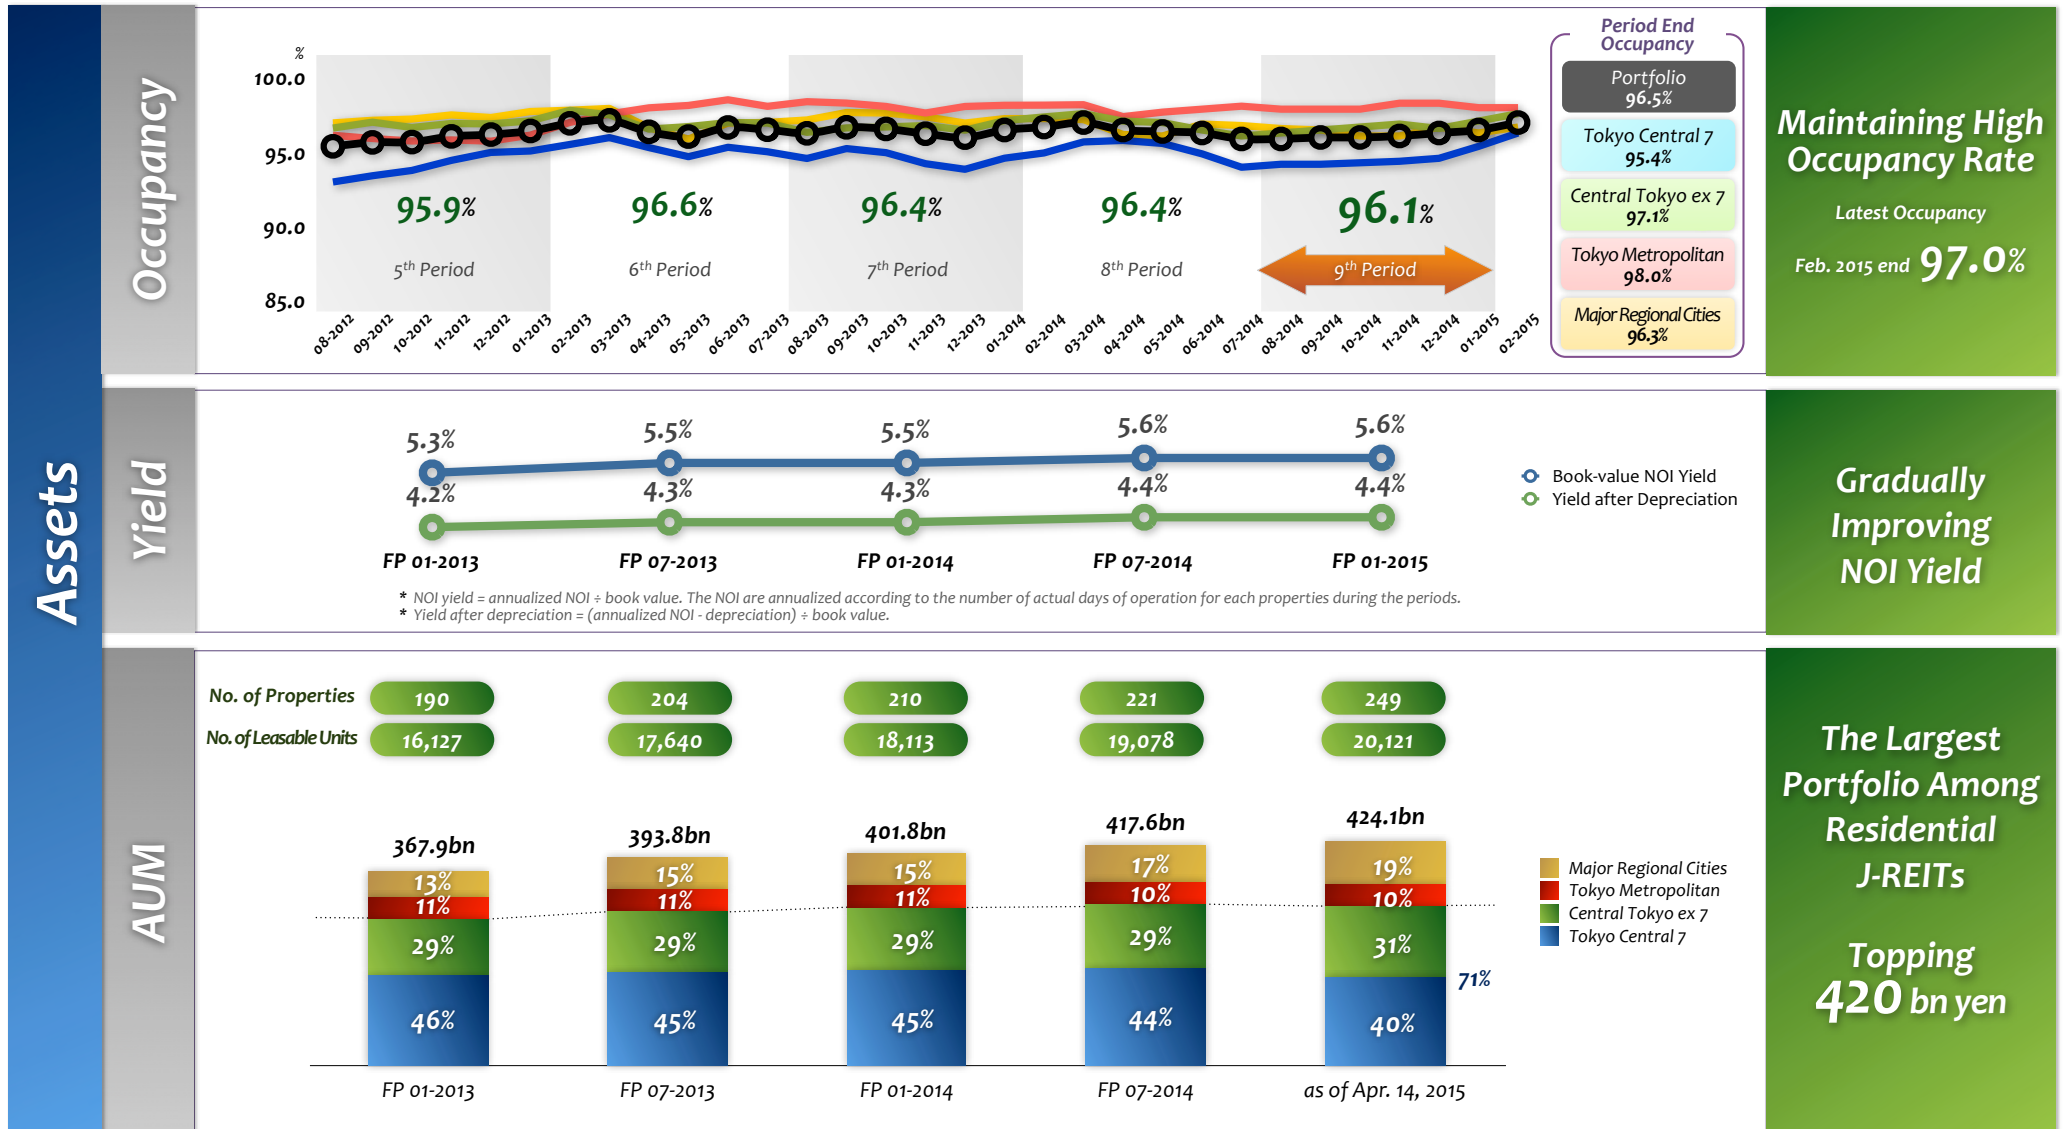 Assets
Occupancy
%
100.0
95.0
90.0
85.0
95.9%
96.6%
96.4%
96.4%
96.1%
5th Period
6th Period
7th Period
8th Period
9th Period
08-2012
09-2012
10-2012
11-2012
12-2012
01-2013
02-2013
03-2013
04-2013
05-2013
06-2013
07-2013
08-2013
09-2013
10-2013
11-2013
12-2013
01-2014
02-2014
03-2014
04-2014
05-2014
06-2014
07-2014
08-2014
09-2014
10-2014
11-2014
12-2014
01-2015
02-2015
Period End
Occupancy
Portfolio
96.5%
Tokyo Central 7
95.4%
Central Tokyo ex 7
97.1%
Tokyo Metropolitan
98.0%
Major Regional Cities
96.3%
Maintaining High
Occupancy Rate
Latest Occupancy
Feb. 2015 end 97.0%
Yield
5.3%
5.5%
5.5%
5.6%
5.6%
4.2%
4.3%
4.3%
4.4%
4.4%
FP 01-2013
FP 07-2013
FP 01-2014
FP 07-2014
FP 01-2015
Book-value NOI Yield
Yield after Depreciation
* NOI yield = annualized NOI ÷ book value. The NOI are annualized according to the number of actual days of operation for each properties during the periods.
* Yield after depreciation = (annualized NOI - depreciation) ÷ book value.
Gradually
Improving
NOI Yield
AUM
No. of Properties
190
204
210
221
249
No. of Leasable Units
16,127
17,640
18,113
19,078
20,121
367.9bn
393.8bn
401.8bn
417.6bn
424.1bn
13%
15%
15%
17%
19%
11%
11%
11%
10%
10%
29%
29%
29%
29%
31%
46%
45%
45%
44%
40%
71%
FP 01-2013
FP 07-2013
FP 01-2014
FP 07-2014
as of Apr. 14, 2015
Major Regional Cities
Tokyo Metropolitan
Central Tokyo ex 7
Tokyo Central 7
The Largest
Portfolio Among
Residential
J-REITs
Topping
420 bn yen